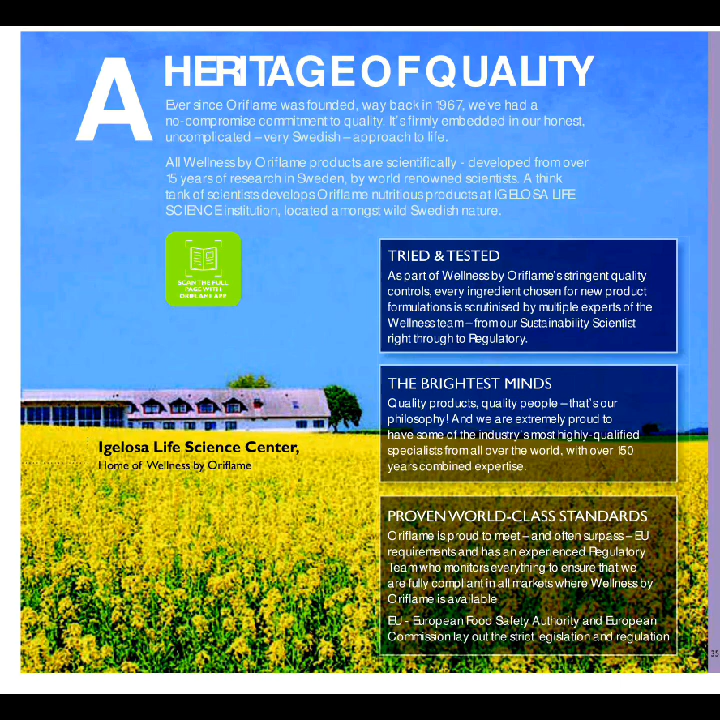 A HERITAGE OF QUALITY
Ever since Oriflame was founded, way back in 1967, we've had a
no-compromise commitment to quality. It's firmly embedded in our honest,
uncomplicated – very Swedish – approach to life.
All Wellness by Oriflame products are scientifically - developed from over
15 years of research in Sweden, by world renowned scientists. A think
tank of scientists develops Oriflame nutritious products at IGELOSA LIFE
SCIENCE institution, located amongst wild Swedish nature.
SCAN THE FULL
PAGE WITH
ORIFLAME APP
TRIED & TESTED
As part of Wellness by Oriflame's stringent quality
controls, every ingredient chosen for new product
formulations is scrutinised by multiple experts of the
Wellness team – from our Sustainability Scientist
right through to Regulatory.
THE BRIGHTEST MINDS
Quality products, quality people – that's our
philosophy! And we are extremely proud to
have some of the industry's most highly-qualified
specialists from all over the world, with over 150
years combined expertise.
Igelosa Life Science Center,
Home of Wellness by Oriflame
PROVEN WORLD-CLASS STANDARDS
Oriflame is proud to meet – and often surpass – EU
requirements and has an experienced Regulatory
Team who monitors everything to ensure that we
are fully compliant in all markets where Wellness by
Oriflame is available
EU - European Food Safety Authority and European
Commission lay out the strict legislation and regulation